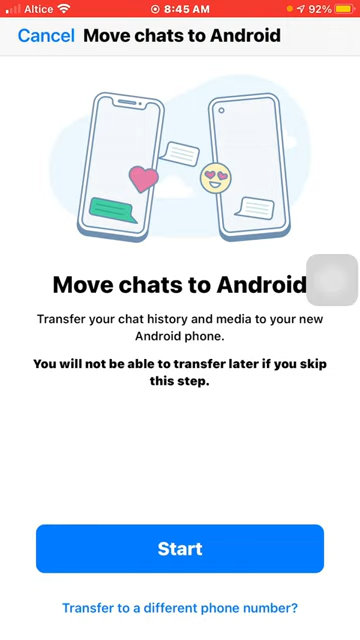 Altice 8:45 AM 92%
Cancel Move chats to Android
Move chats to Android
Transfer your chat history and media to your new
Android phone.
You will not be able to transfer later if you skip
this step.
Start
Transfer to a different phone number?